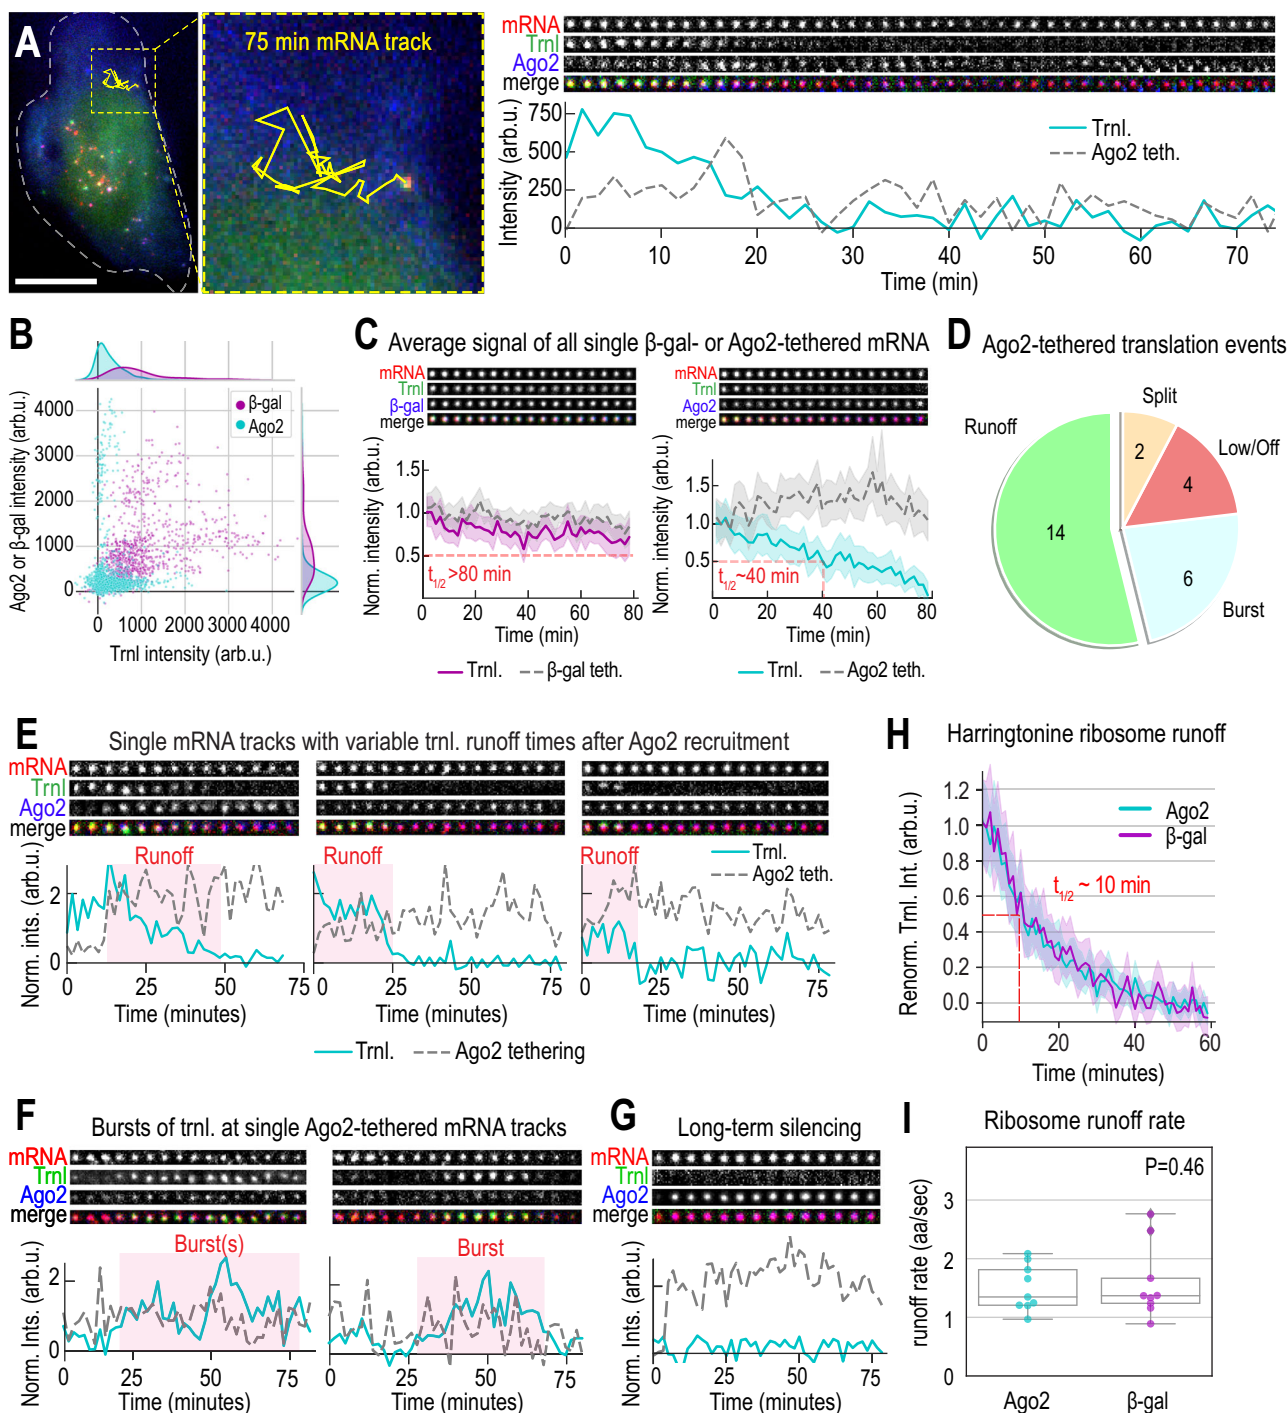 A
75 min mRNA track
mRNA
Trnl
Ago2
merge
Intensity (arb.u.)
750
500
250
0
Trnl.
Ago2 teth.
0 10 20 30 40 50 60 70
Time (min)
B
β-gal
Ago2
Ago2 or β-gal intensity (arb.u.)
4000
3000
2000
1000
0
0 1000 2000 3000 4000
Trnl intensity (arb.u.)
C Average signal of all single β-gal- or Ago2-tethered mRNA
mRNA
Trnl
β-gal
merge
Norm. intensity (arb.u.)
1.5
1.0
0.5
t1/2 >80 min
0 20 40 60 80
Time (min)
Trnl. β-gal teth.
mRNA
Trnl
Ago2
merge
Norm. intensity (arb.u.)
1.5
1.0
0.5
t1/2~40 min
0 20 40 60 80
Time (min)
Trnl. Ago2 teth.
D Ago2-tethered translation events
Split
Runoff
Low/Off
Burst
2
4
14
6
E Single mRNA tracks with variable trnl. runoff times after Ago2 recruitment
mRNA
Trnl
Ago2
merge
Norm. ints. (arb.u.)
2
0
Runoff
Runoff
Runoff
Trnl.
Ago2 teth.
0 25 50 75
0 25 50 75
0 25 50 75
Time (minutes)
Time (minutes)
Time (minutes)
Trnl. Ago2 tethering
F Bursts of trnl. at single Ago2-tethered mRNA tracks
mRNA
Trnl
Ago2
merge
Norm. Ints. (arb.u.)
2
0
Burst(s)
Burst
0 25 50 75
0 25 50 75
Time (minutes)
Time (minutes)
G Long-term silencing
mRNA
Trnl
Ago2
merge
Norm. Ints. (arb.u.)
2
0
0 25 50 75
Time (minutes)
H Harringtonine ribosome runoff
Renorm. Trnl. Int. (arb.u.)
1.2
1.0
0.8
0.6
0.4
0.2
0.0
Ago2
β-gal
t1/2 ~ 10 min
0 20 40 60
Time (minutes)
I Ribosome runoff rate
P=0.46
runoff rate (aa/sec)
3
2
1
0
Ago2 β-gal